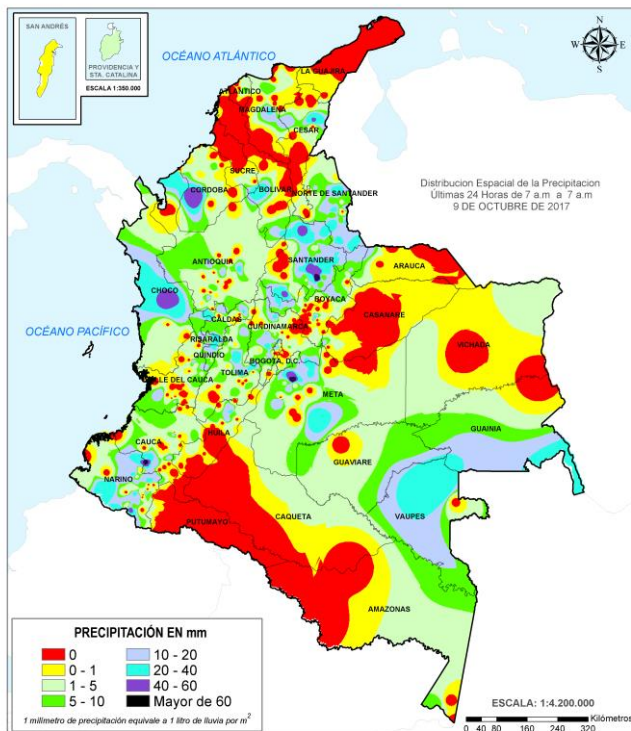 SAN ANDRÉS
PROVIDENCIA Y
STA. CATALINA
ESCALA 1:350.000
OCÉANO ATLÁNTICO
N
W
E
S
LA GUAJIRA
ATLANTICO
MAGDALENA
CESAR
SUCRE
CORDOBA
BOLIVAR
NORTE DE SANTANDER
Distribucion Espacial de la Precipitacion
Últimas 24 Horas de 7 a.m a 7 a.m
9 DE OCTUBRE DE 2017
ANTIOQUIA
SANTANDER
ARAUCA
CHOCO
BOYACA
CASANARE
OCÉANO PACÍFICO
CALDAS
CUNDINAMARCA
RISARALDA
VICHADA
QUINDIO
BOGOTA, D.C.
TOLIMA
VALLE DEL CAUCA
META
GUAINIA
CAUCA
HUILA
GUAVIARE
NARIÑO
PUTUMAYO
CAQUETA
VAUPES
AMAZONAS
PRECIPITACIÓN EN mm
0
10 - 20
0 - 1
20 - 40
1 - 5
40 - 60
5 - 10
Mayor de 60
1 milimetro de precipitación equivale a 1 litro de lluvia por m²
ESCALA: 1:4.200.000
0 40 80 160 240 320
Kilómetros